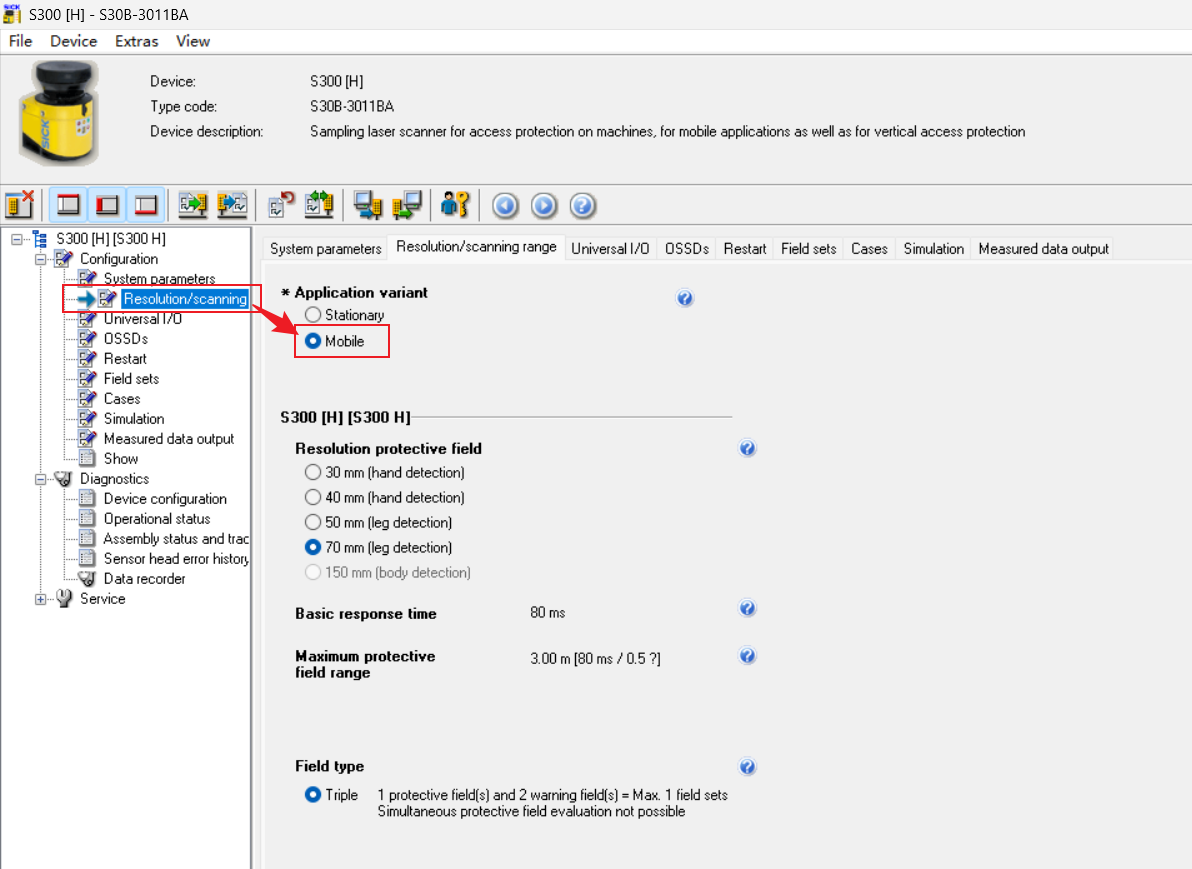 S300 [H] - S30B-3011BA
File Device Extras View
Device: S300 [H]
Type code: S30B-3011BA
Device description: Sampling laser scanner for access protection on machines, for mobile applications as well as for vertical access protection
S300 [H] [S300 H]
Configuration
System parameters
Resolution/scanning
Universal I/O
OSSDs
Restart
Field sets
Cases
Simulation
Measured data output
Show
Diagnostics
Device configuration
Operational status
Assembly status and trac
Sensor head error history
Data recorder
Service
System parameters Resolution/scanning range Universal I/O OSSDs Restart Field sets Cases Simulation Measured data output
* Application variant
Stationary
Mobile
S300 [H] [S300 H]
Resolution protective field
30 mm (hand detection)
40 mm (hand detection)
50 mm (leg detection)
70 mm (leg detection)
150 mm (body detection)
Basic response time 80 ms
Maximum protective field range 3.00 m [80 ms / 0.5 ?]
Field type
Triple 1 protective field(s) and 2 warning field(s) = Max. 1 field sets
Simultaneous protective field evaluation not possible
SICK